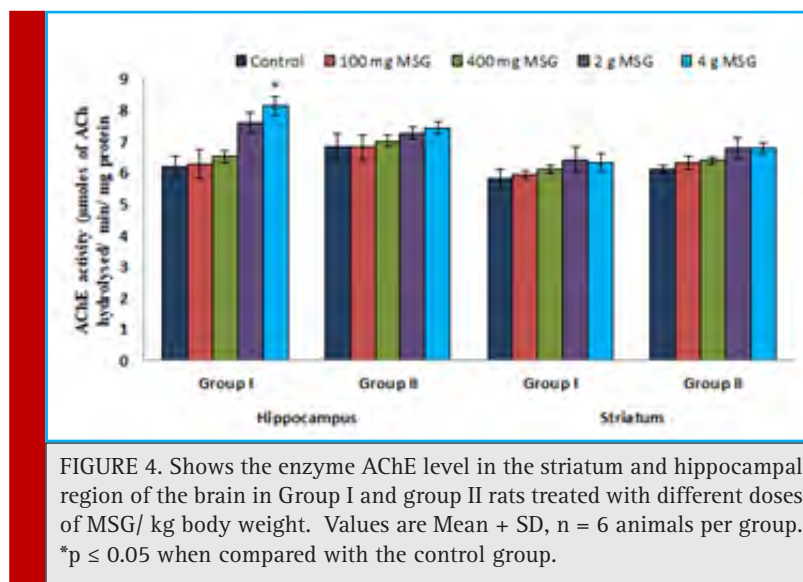 Control 100 mg MSG 400 mg MSG 2 g MSG 4 g MSG
AChE activity (µmoles of ACh
hydrolysed/ min/ mg protein
9
8
7
6
5
4
3
2
1
0
*
Group I Group II Group I Group II
Hippocampus Striatum
FIGURE 4. Shows the enzyme AChE level in the striatum and hippocampal
region of the brain in Group I and group II rats treated with different doses
of MSG/ kg body weight. Values are Mean + SD, n = 6 animals per group.
*p ≤ 0.05 when compared with the control group.